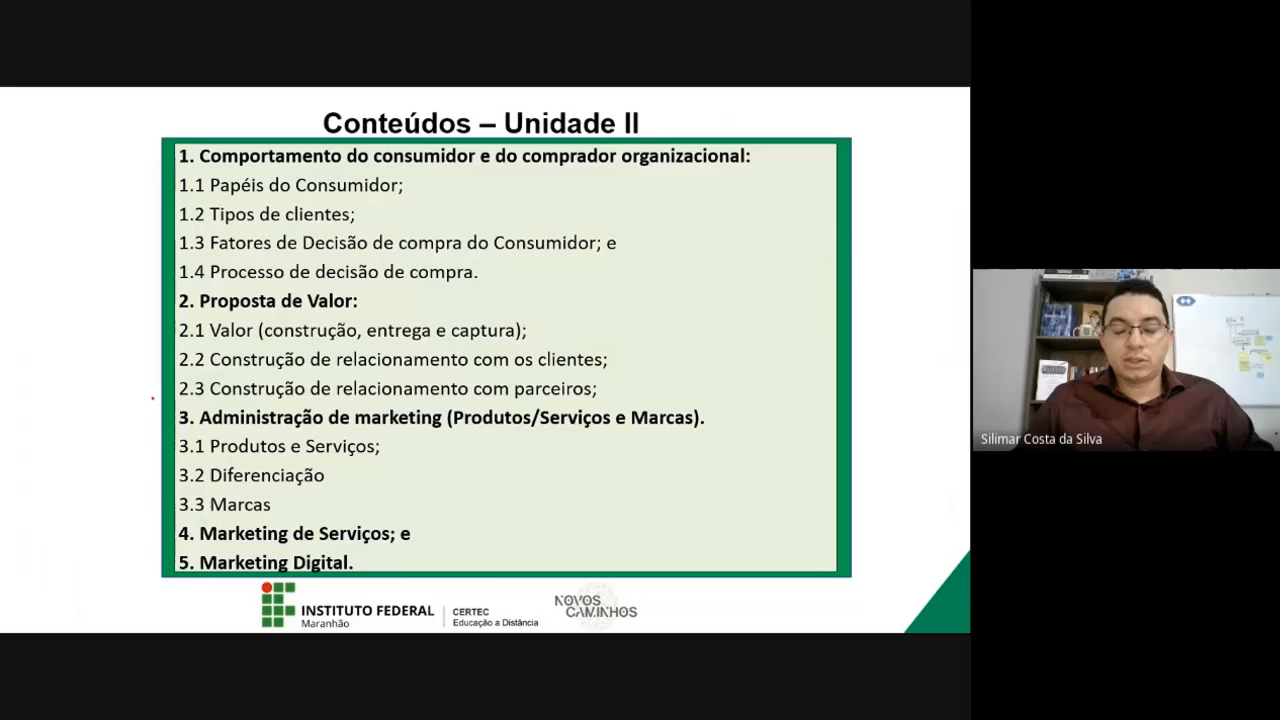 Conteúdos – Unidade II
1. Comportamento do consumidor e do comprador organizacional:
1.1 Papéis do Consumidor;
1.2 Tipos de clientes;
1.3 Fatores de Decisão de compra do Consumidor; e
1.4 Processo de decisão de compra.
2. Proposta de Valor:
2.1 Valor (construção, entrega e captura);
2.2 Construção de relacionamento com os clientes;
2.3 Construção de relacionamento com parceiros;
3. Administração de marketing (Produtos/Serviços e Marcas).
3.1 Produtos e Serviços;
3.2 Diferenciação
3.3 Marcas
4. Marketing de Serviços; e
5. Marketing Digital.
INSTITUTO FEDERAL
Maranhão
CERTEC
Educação a Distância
NOVOS
CAMINHOS
Silimar Costa da Silva